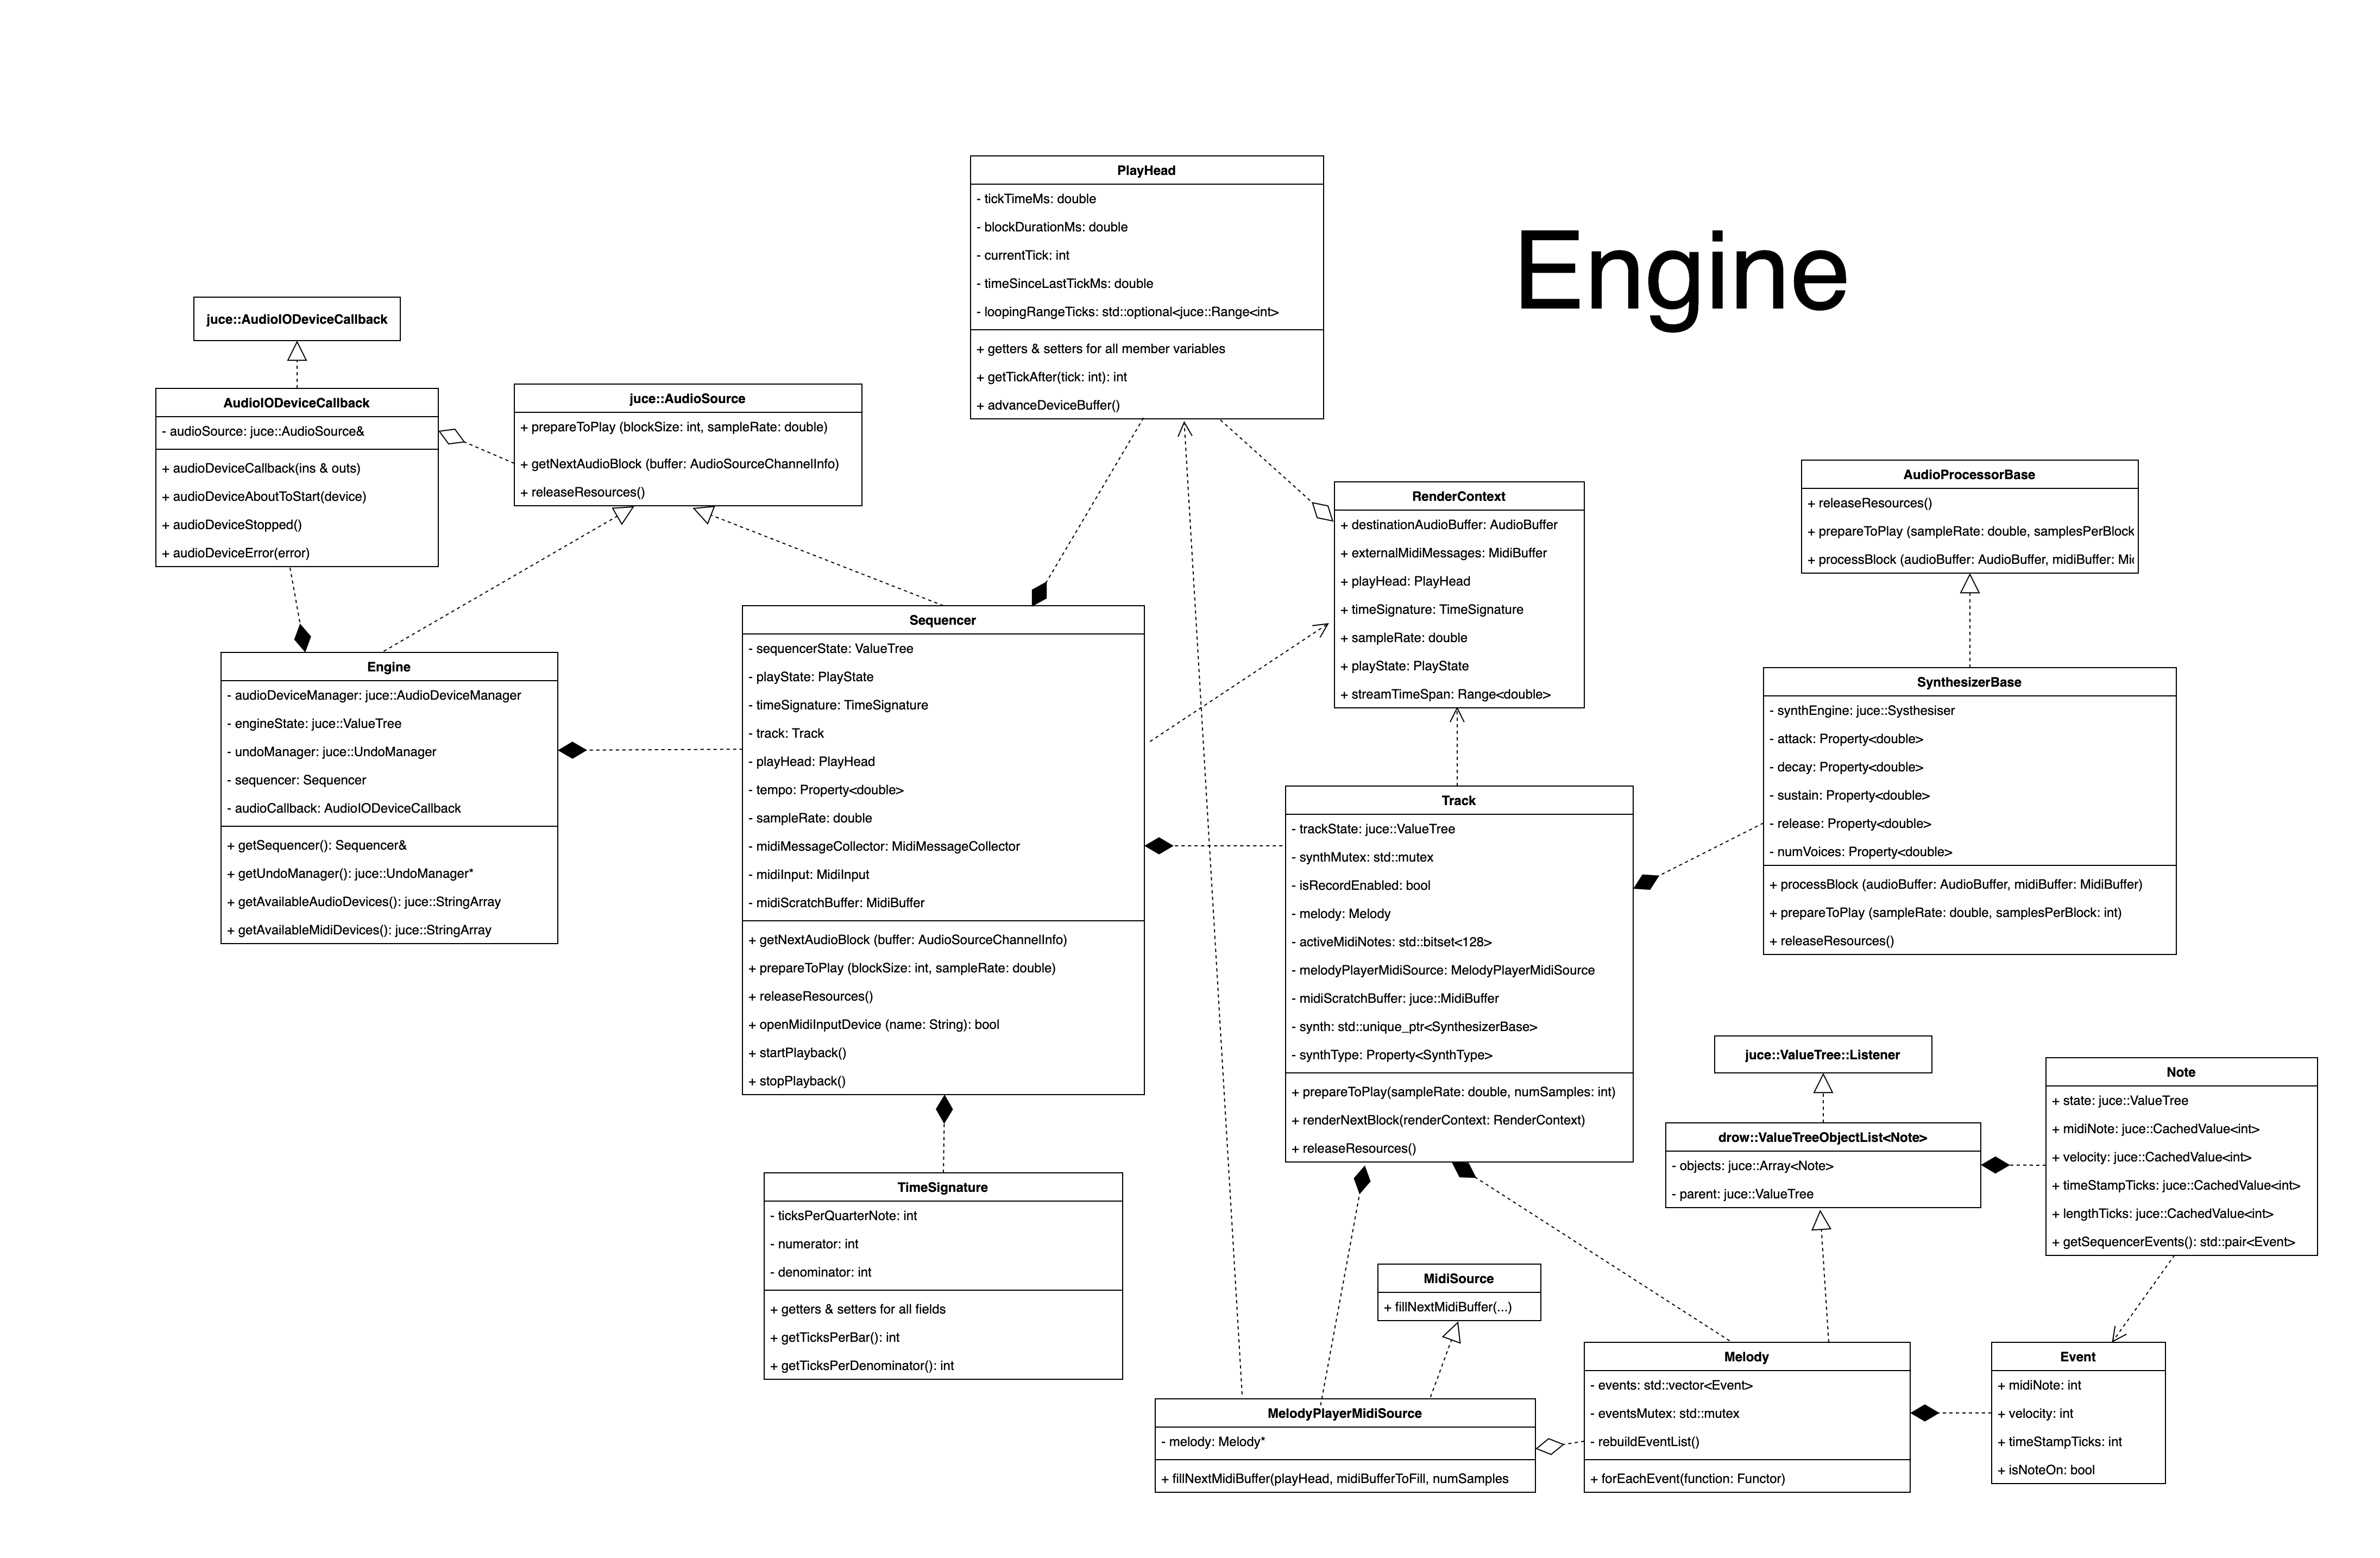 Engine
PlayHead
- tickTimeMs: double
- blockDurationMs: double
- currentTick: int
- timeSinceLastTickMs: double
- loopingRangeTicks: std::optional<juce::Range<int>
+ getters & setters for all member variables
+ getTickAfter(tick: int): int
+ advanceDeviceBuffer()
juce::AudioIODeviceCallback
AudioIODeviceCallback
- audioSource: juce::AudioSource&
+ audioDeviceCallback(ins & outs)
+ audioDeviceAboutToStart(device)
+ audioDeviceStopped()
+ audioDeviceError(error)
juce::AudioSource
+ prepareToPlay (blockSize: int, sampleRate: double)
+ getNextAudioBlock (buffer: AudioSourceChannelInfo)
+ releaseResources()
RenderContext
+ destinationAudioBuffer: AudioBuffer
+ externalMidiMessages: MidiBuffer
+ playHead: PlayHead
+ timeSignature: TimeSignature
+ sampleRate: double
+ playState: PlayState
+ streamTimeSpan: Range<double>
AudioProcessorBase
+ releaseResources()
+ prepareToPlay (sampleRate: double, samplesPerBlock
+ processBlock (audioBuffer: AudioBuffer, midiBuffer:
Engine
- audioDeviceManager: juce::AudioDeviceManager
- engineState: juce::ValueTree
- undoManager: juce::UndoManager
- sequencer: Sequencer
- audioCallback: AudioIODeviceCallback
+ getSequencer(): Sequencer&
+ getUndoManager(): juce::UndoManager*
+ getAvailableAudioDevices(): juce::StringArray
+ getAvailableMidiDevices(): juce::StringArray
Sequencer
- sequencerState: ValueTree
- playState: PlayState
- timeSignature: TimeSignature
- track: Track
- playHead: PlayHead
- tempo: Property<double>
- sampleRate: double
- midiMessageCollector: MidiMessageCollector
- midiInput: MidiInput
- midiScratchBuffer: MidiBuffer
+ getNextAudioBlock (buffer: AudioSourceChannelInfo)
+ prepareToPlay (blockSize: int, sampleRate: double)
+ releaseResources()
+ openMidiInputDevice (name: String): bool
+ startPlayback()
+ stopPlayback()
SynthesizerBase
- synthEngine: juce::Systhesiser
- attack: Property<double>
- decay: Property<double>
- sustain: Property<double>
- release: Property<double>
- numVoices: Property<double>
+ processBlock (audioBuffer: AudioBuffer, midiBuffer: MidiBuffer)
+ prepareToPlay (sampleRate: double, samplesPerBlock: int)
+ releaseResources()
Track
- trackState: juce::ValueTree
- synthMutex: std::mutex
- isRecordEnabled: bool
- melody: Melody
- activeMidiNotes: std::bitset<128>
- melodyPlayerMidiSource: MelodyPlayerMidiSource
- midiScratchBuffer: juce::MidiBuffer
- synth: std::unique_ptr<SynthesizerBase>
- synthType: Property<SynthType>
+ prepareToPlay(sampleRate: double, numSamples: int)
+ renderNextBlock(renderContext: RenderContext)
+ releaseResources()
juce::ValueTree::Listener
drow::ValueTreeObjectList<Note>
- objects: juce::Array<Note>
- parent: juce::ValueTree
Note
+ state: juce::ValueTree
+ midiNote: juce::CachedValue<int>
+ velocity: juce::CachedValue<int>
+ timeStampTicks: juce::CachedValue<int>
+ lengthTicks: juce::CachedValue<int>
+ getSequencerEvents(): std::pair<Event>
TimeSignature
- ticksPerQuarterNote: int
- numerator: int
- denominator: int
+ getters & setters for all fields
+ getTicksPerBar(): int
+ getTicksPerDenominator(): int
MidiSource
+ fillNextMidiBuffer(...)
MelodyPlayerMidiSource
- melody: Melody*
+ fillNextMidiBuffer(playHead, midiBufferToFill, numSamples
Melody
- events: std::vector<Event>
- eventsMutex: std::mutex
- rebuildEventList()
+ forEachEvent(function: Functor)
Event
+ midiNote: int
+ velocity: int
+ timeStampTicks: int
+ isNoteOn: bool